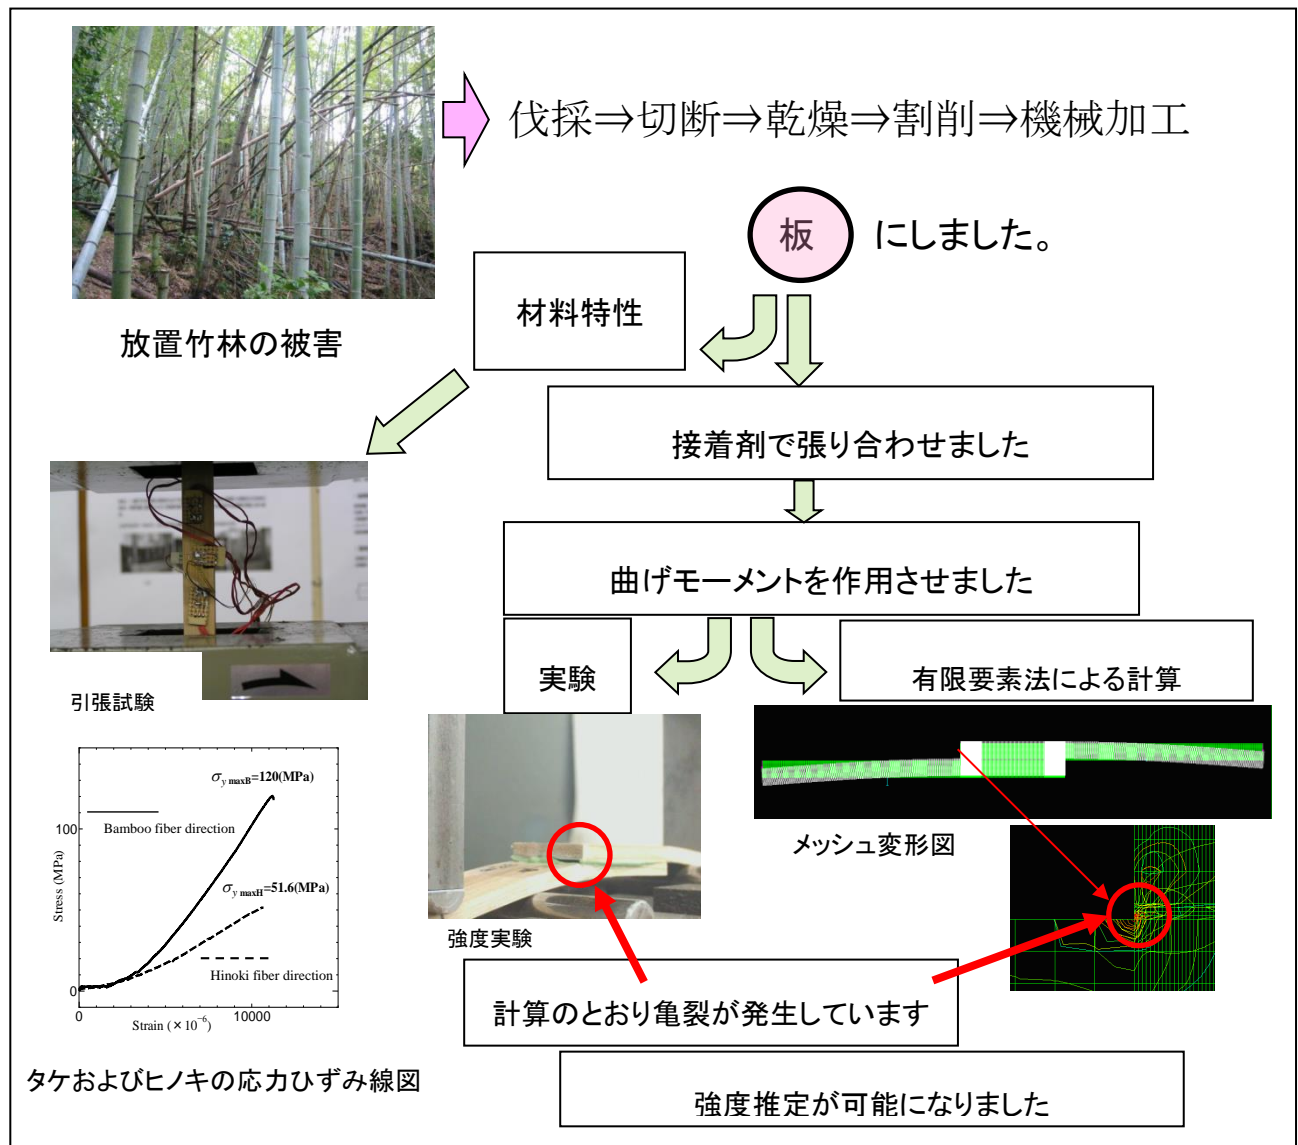 伐採⇒切断⇒乾燥⇒割削⇒機械加工
板 にしました。
放置竹林の被害
材料特性
接着剤で張り合わせました
曲げモーメントを作用させました
引張試験
実験
有限要素法による計算
メッシュ変形図
強度実験
σy maxB=120(MPa)
Bamboo fiber direction
σy maxH=51.6(MPa)
Hinoki fiber direction
Stress (MPa)
100
0
0
10000
Strain (×10⁻⁶)
タケおよびヒノキの応力ひずみ線図
計算のとおり亀裂が発生しています
強度推定が可能になりました